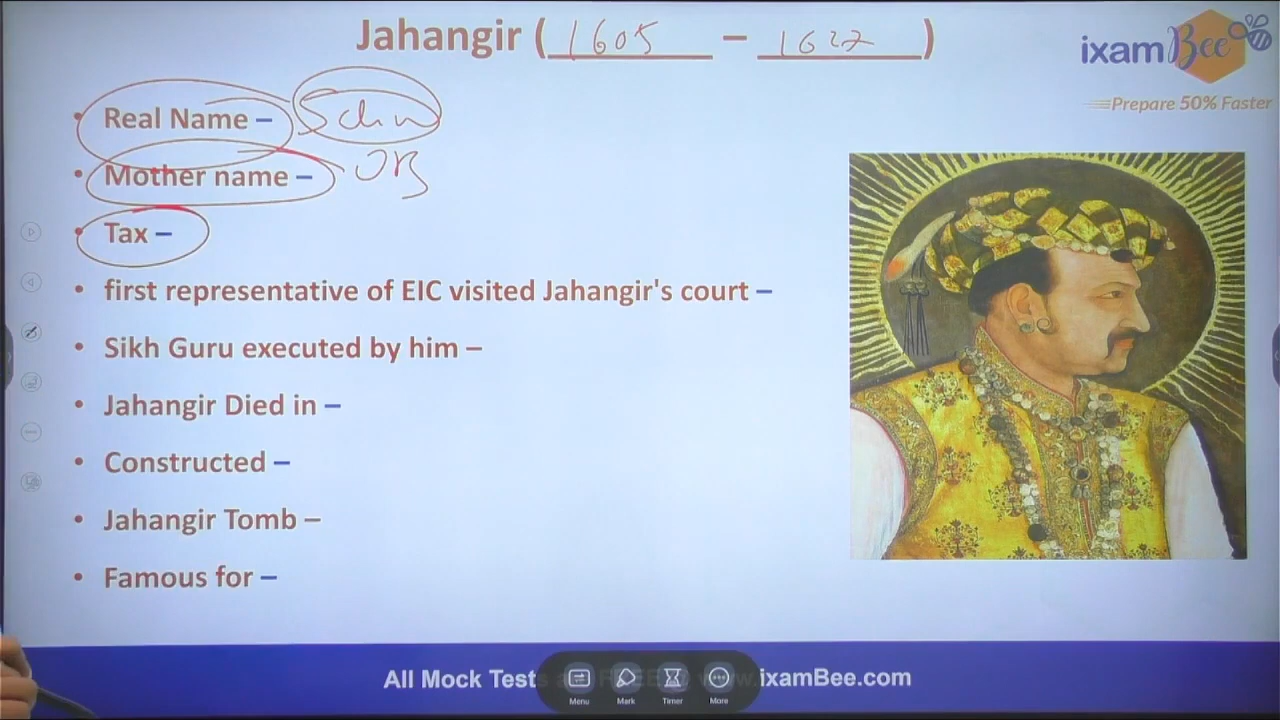 Jahangir (1605 – 1627)
ixamBee
Prepare 50% Faster
Real Name –
Mother name –
Tax –
first representative of EIC visited Jahangir's court –
Sikh Guru executed by him –
Jahangir Died in –
Constructed –
Jahangir Tomb –
Famous for –
All Mock Tests ixamBee.com
Menu Mark Timer More